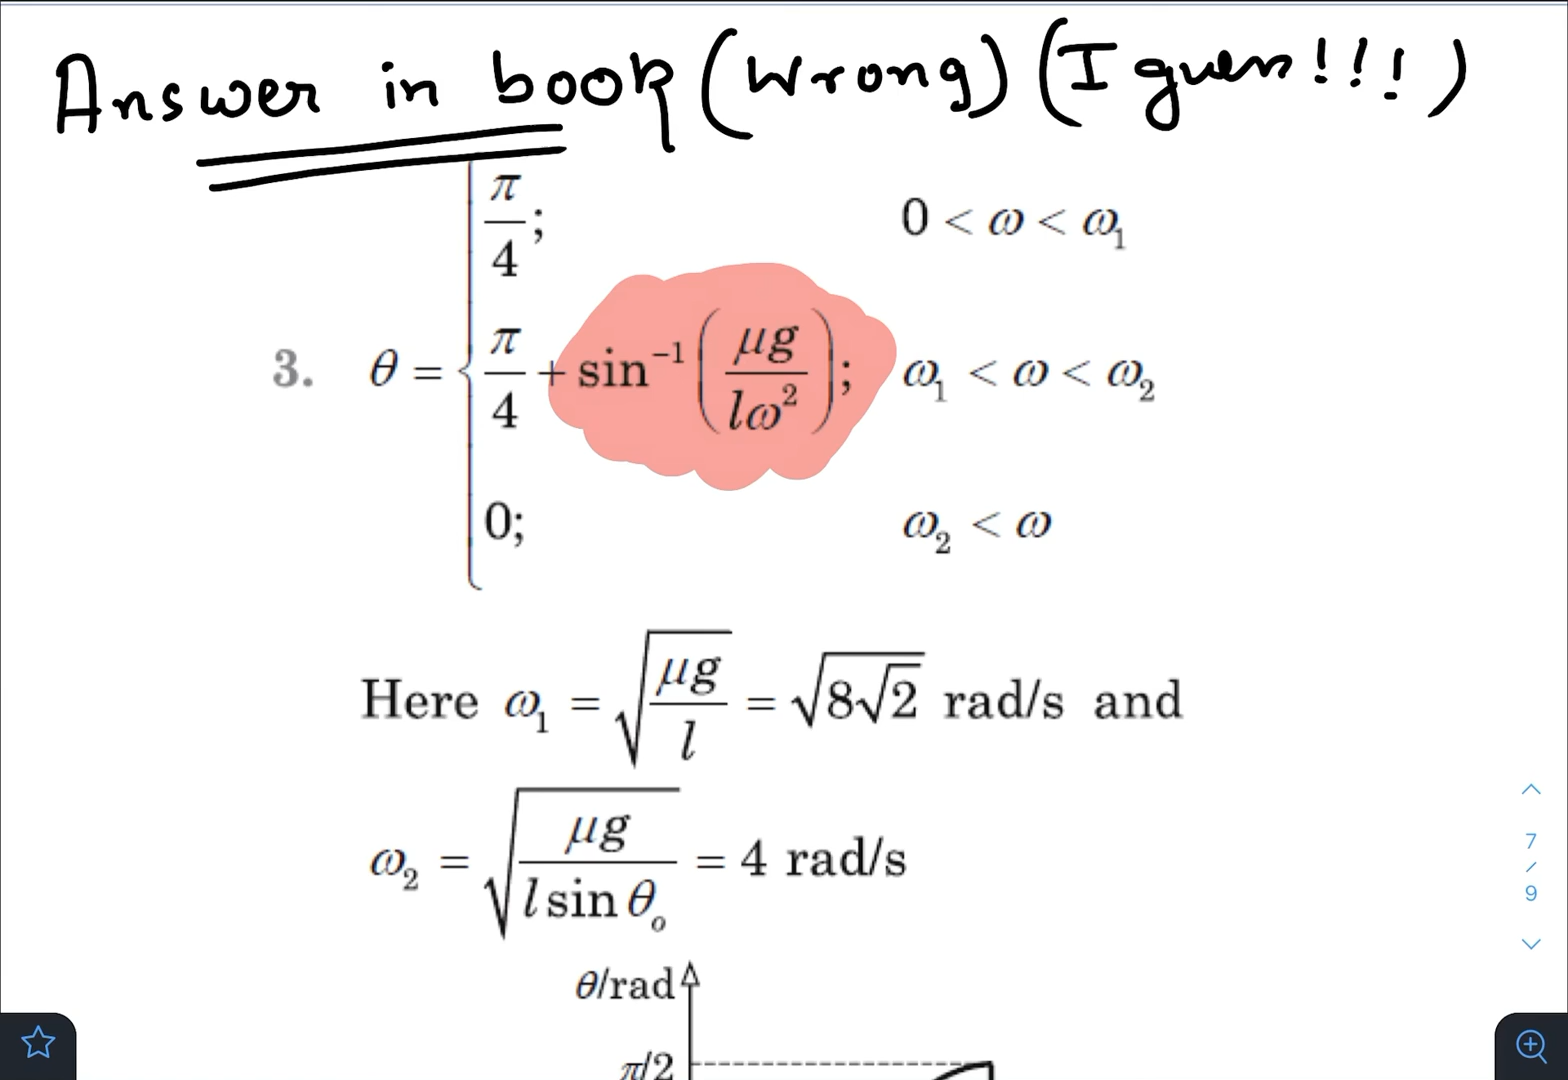 Answer in book (Wrong) (I guess!!!)
π/4; 0 < ω < ω₁
3. θ = { π/4 + sin⁻¹(μg/lω²); ω₁ < ω < ω₂
0; ω₂ < ω
Here ω₁ = √(μg/l) = √(8√2) rad/s and
ω₂ = √(μg/(l sin θ₀)) = 4 rad/s
θ/rad
π/2
7
/
9